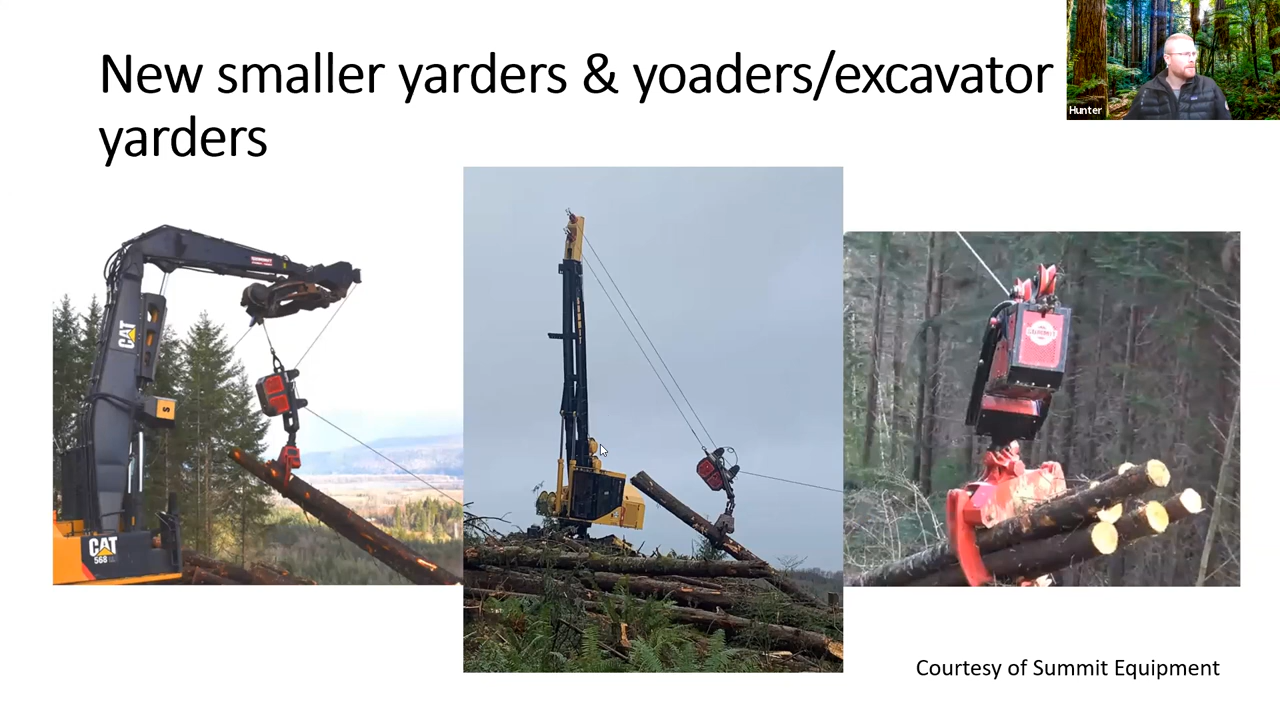 New smaller yarders & yoaders/excavator
yarders
Hunter
CAT
CAT
568
Courtesy of Summit Equipment